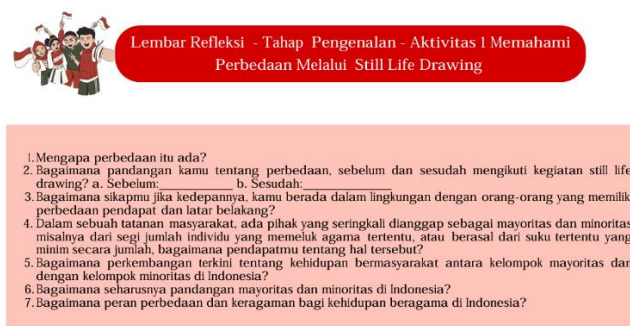 Lembar Refleksi - Tahap Pengenalan - Aktivitas 1 Memahami
Perbedaan Melalui Still Life Drawing
1. Mengapa perbedaan itu ada?
2. Bagaimana pandangan kamu tentang perbedaan, sebelum dan sesudah mengikuti kegiatan still life
drawing? a. Sebelum:____________ b. Sesudah:______________
3. Bagaimana sikapmu jika kedepannya, kamu berada dalam lingkungan dengan orang-orang yang memilik
perbedaan pendapat dan latar belakang?
4. Dalam sebuah tatanan masyarakat, ada pihak yang seringkali dianggap sebagai mayoritas dan minoritas
misalnya dari segi jumlah individu yang memeluk agama tertentu, atau berasal dari suku tertentu yang
minim secara jumlah, bagaimana pendapatmu tentang hal tersebut?
5. Bagaimana perkembangan terkini tentang kehidupan bermasyarakat antara kelompok mayoritas dan
dengan kelompok minoritas di Indonesia?
6. Bagaimana seharusnya pandangan mayoritas dan minoritas di Indonesia?
7. Bagaimana peran perbedaan dan keragaman bagi kehidupan beragama di Indonesia?